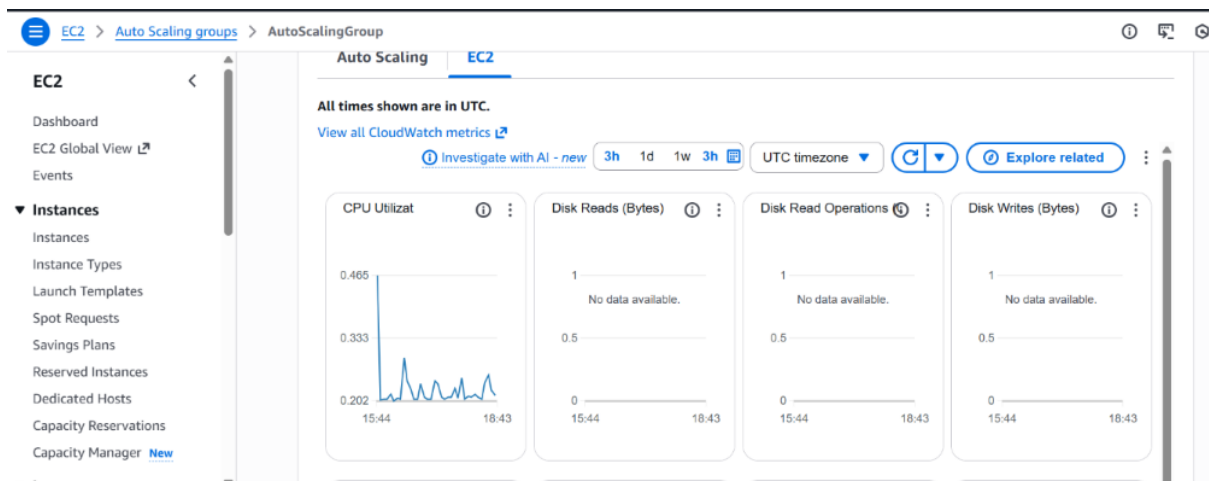 EC2 > Auto Scaling groups > AutoScalingGroup
EC2
Dashboard
EC2 Global View
Events
Instances
Instances
Instance Types
Launch Templates
Spot Requests
Savings Plans
Reserved Instances
Dedicated Hosts
Capacity Reservations
Capacity Manager New
Auto Scaling EC2
All times shown are in UTC.
View all CloudWatch metrics
Investigate with AI - new 3h 1d 1w 3h UTC timezone Explore related
CPU Utilizat
0.465
0.333
0.202
15:44 18:43
Disk Reads (Bytes)
1
No data available.
0.5
0
15:44 18:43
Disk Read Operations (
1
No data available.
0.5
0
15:44 18:43
Disk Writes (Bytes)
1
No data available.
0.5
0
15:44 18:43